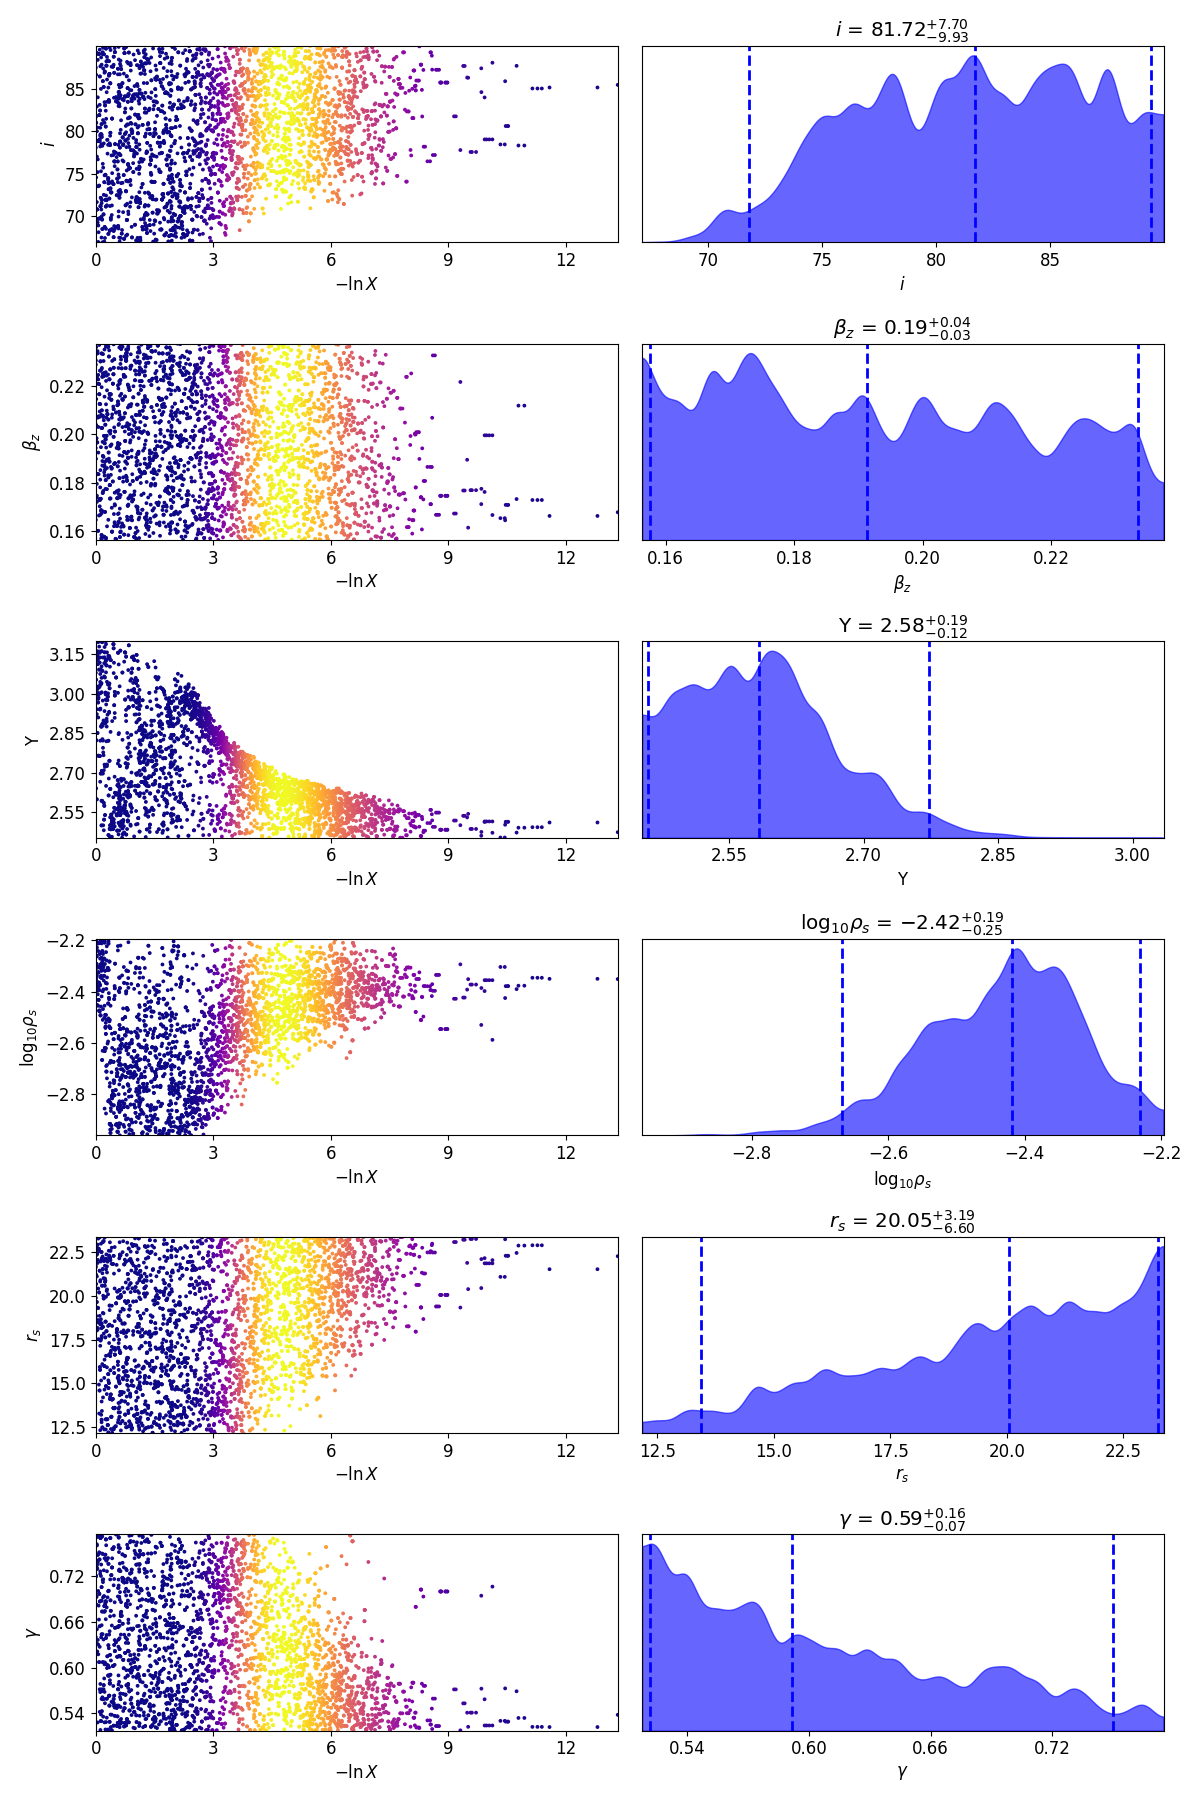 i = 81.72+7.70 −9.93
85
80
75
70
i
0 3 6 9 12
−ln X
70 75 80 85
i
βz = 0.19+0.04 −0.03
0.22
0.20
0.18
0.16
βz
0 3 6 9 12
−ln X
0.16 0.18 0.20 0.22
βz
Y = 2.58+0.19 −0.12
3.15
3.00
2.85
2.70
2.55
Y
0 3 6 9 12
−ln X
2.55 2.70 2.85 3.00
Y
log10ρs = −2.42+0.19 −0.25
−2.2
−2.4
−2.6
−2.8
log10ρs
0 3 6 9 12
−ln X
−2.8 −2.6 −2.4 −2.2
log10ρs
rs = 20.05+3.19 −6.60
22.5
20.0
17.5
15.0
12.5
rs
0 3 6 9 12
−ln X
12.5 15.0 17.5 20.0 22.5
rs
γ = 0.59+0.16 −0.07
0.72
0.66
0.60
0.54
γ
0 3 6 9 12
−ln X
0.54 0.60 0.66 0.72
γ